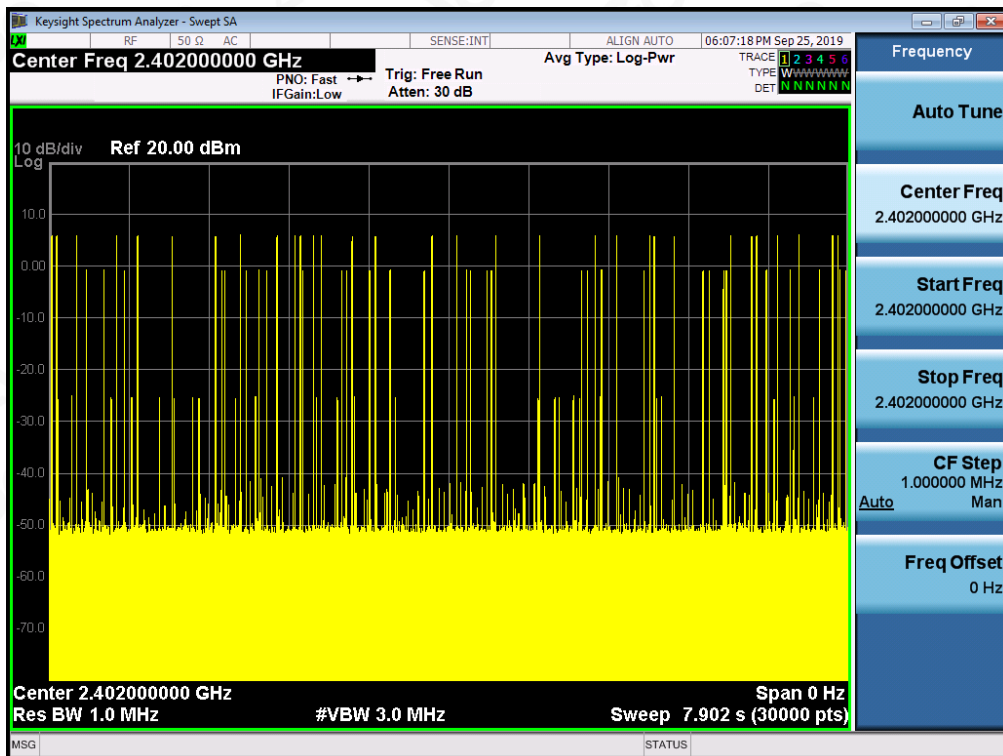 Keysight Spectrum Analyzer - Swept SA
LXI RF 50 Ω AC SENSE:INT ALIGN AUTO 06:07:18 PM Sep 25, 2019
Center Freq 2.402000000 GHz
PNO: Fast
IFGain:Low
Trig: Free Run
Atten: 30 dB
Avg Type: Log-Pwr
TRACE 1 2 3 4 5 6
TYPE WWWWWW
DET N N N N N N
10 dB/div Ref 20.00 dBm
Log
10.0
0.00
-10.0
-20.0
-30.0
-40.0
-50.0
-60.0
-70.0
Center 2.402000000 GHz Span 0 Hz
Res BW 1.0 MHz #VBW 3.0 MHz Sweep 7.902 s (30000 pts)
MSG STATUS
Frequency
Auto Tune
Center Freq
2.402000000 GHz
Start Freq
2.402000000 GHz
Stop Freq
2.402000000 GHz
CF Step
1.000000 MHz
Auto Man
Freq Offset
0 Hz